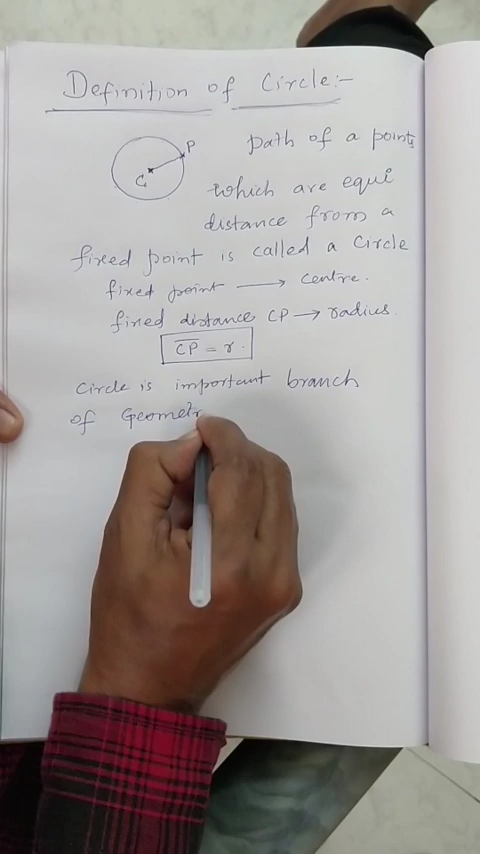 Definition of Circle:-
P
C
path of a points
which are equi
distance from a
fixed point is called a Circle
fixed point → centre.
fixed distance CP → radius.
CP = r.
Circle is important branch
of Geometr